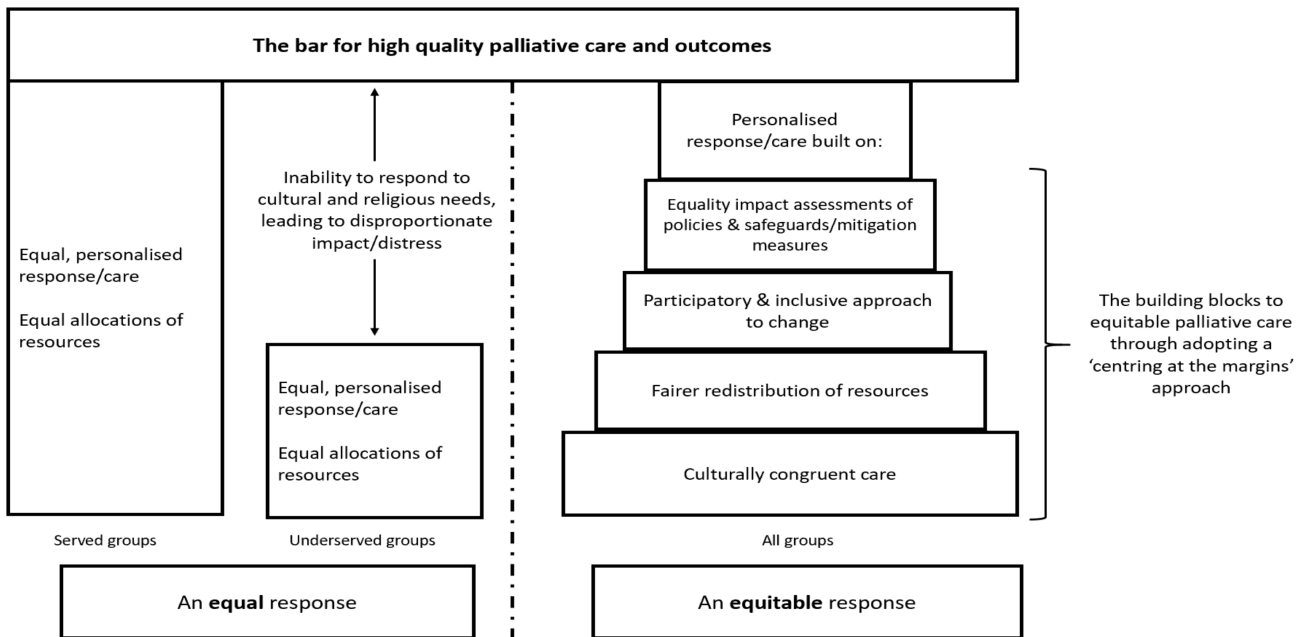 The bar for high quality palliative care and outcomes
Equal, personalised
response/care
Equal allocations of
resources
Served groups
Inability to respond to
cultural and religious needs,
leading to disproportionate
impact/distress
Equal, personalised
response/care
Equal allocations of
resources
Underserved groups
An equal response
Personalised
response/care built on:
Equality impact assessments of
policies & safeguards/mitigation
measures
Participatory & inclusive approach
to change
Fairer redistribution of resources
Culturally congruent care
All groups
An equitable response
The building blocks to
equitable palliative care
through adopting a
‘centring at the margins’
approach